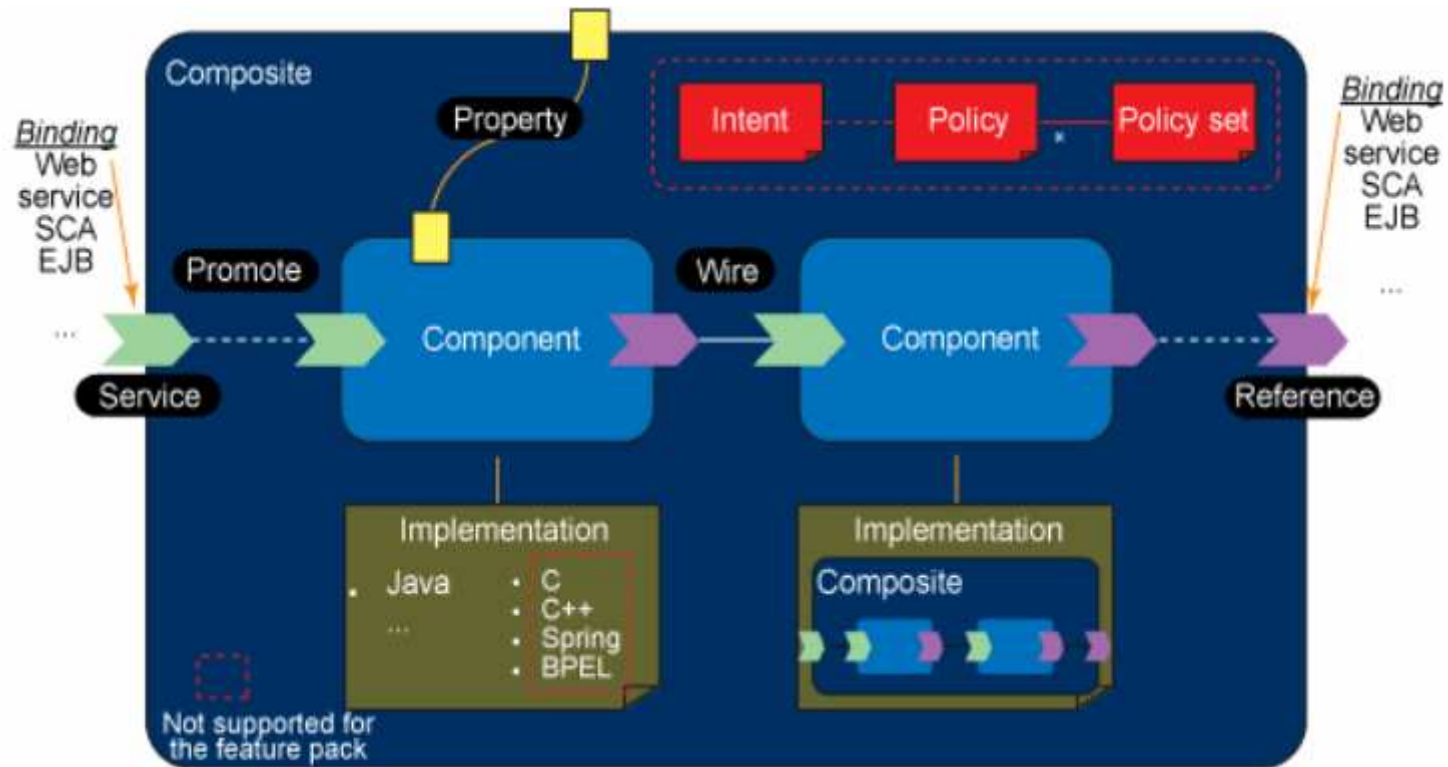 Composite
Property
Intent
Policy
Policy set
Binding
Web
service
SCA
EJB
...
Binding
Web
service
SCA
EJB
...
Promote
Wire
Component
Component
Service
Reference
Implementation
• Java
...
• C
• C++
• Spring
• BPEL
Implementation
Composite
Not supported for
the feature pack